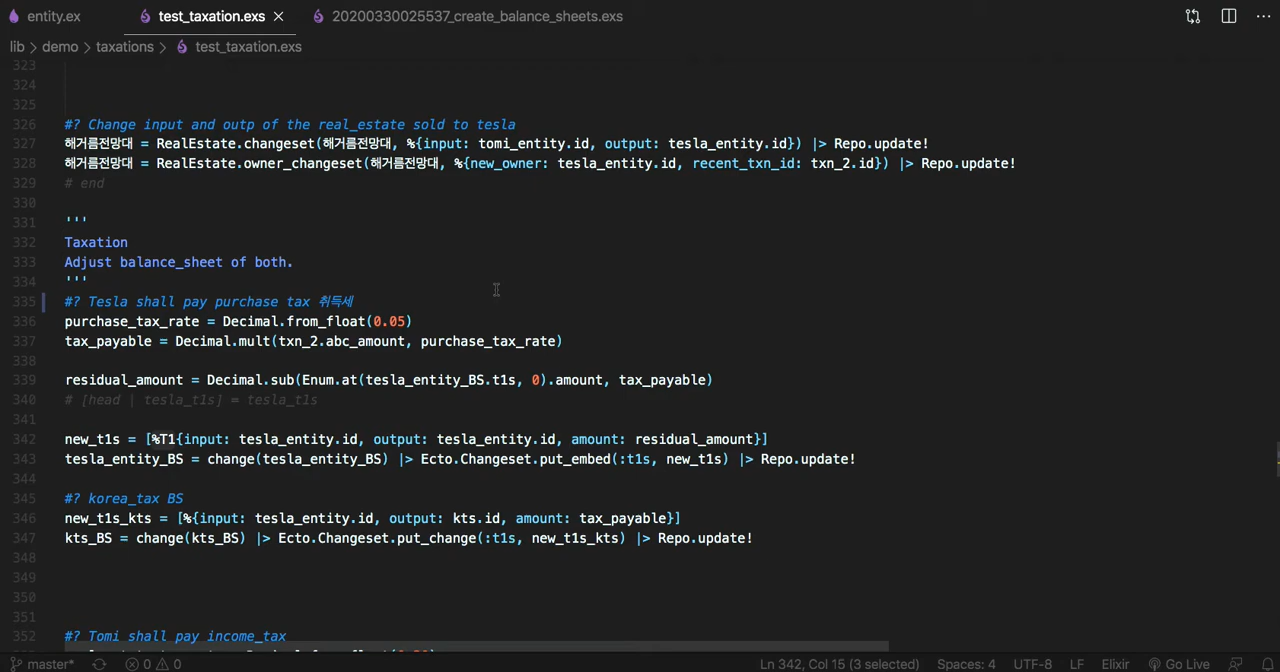 entity.ex test_taxation.exs 20200330025537_create_balance_sheets.exs
lib > demo > taxations > test_taxation.exs
323
324
325
326 #? Change input and outp of the real_estate sold to tesla
327 해거름전망대 = RealEstate.changeset(해거름전망대, %{input: tomi_entity.id, output: tesla_entity.id}) |> Repo.update!
328 해거름전망대 = RealEstate.owner_changeset(해거름전망대, %{new_owner: tesla_entity.id, recent_txn_id: txn_2.id}) |> Repo.update!
329 # end
330
331 '''
332 Taxation
333 Adjust balance_sheet of both.
334 '''
335 #? Tesla shall pay purchase tax 취득세
336 purchase_tax_rate = Decimal.from_float(0.05)
337 tax_payable = Decimal.mult(txn_2.abc_amount, purchase_tax_rate)
338
339 residual_amount = Decimal.sub(Enum.at(tesla_entity_BS.t1s, 0).amount, tax_payable)
340 # [head | tesla_t1s] = tesla_t1s
341
342 new_t1s = [%T1{input: tesla_entity.id, output: tesla_entity.id, amount: residual_amount}]
343 tesla_entity_BS = change(tesla_entity_BS) |> Ecto.Changeset.put_embed(:t1s, new_t1s) |> Repo.update!
344
345 #? korea_tax BS
346 new_t1s_kts = [%{input: tesla_entity.id, output: kts.id, amount: tax_payable}]
347 kts_BS = change(kts_BS) |> Ecto.Changeset.put_change(:t1s, new_t1s_kts) |> Repo.update!
348
349
350
351
352 #? Tomi shall pay income_tax
master* 0 0 Ln 342, Col 15 (3 selected) Spaces: 4 UTF-8 LF Elixir Go Live